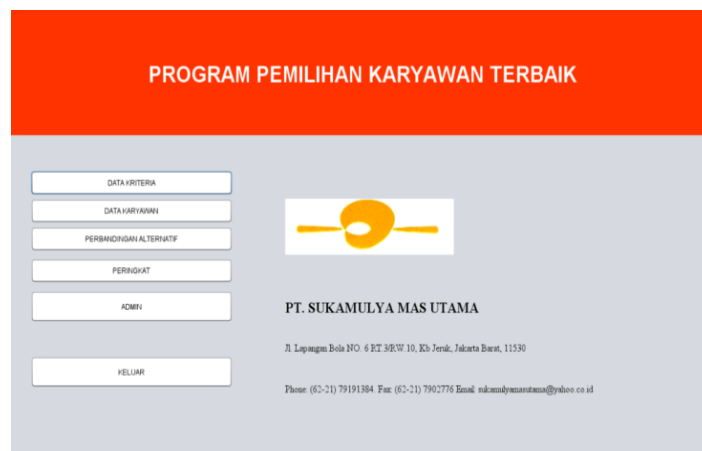 PROGRAM PEMILIHAN KARYAWAN TERBAIK
DATA KRITERIA
DATA KARYAWAN
PERBANDINGAN ALTERNATIF
PERINGKAT
ADMIN
KELUAR
PT. SUKAMULYA MAS UTAMA
Jl. Lapangan Bola NO. 6 RT.3/RW.10, Kb Jeruk, Jakarta Barat, 11530
Phone: (62-21) 79191384. Fax: (62-21) 7902776 Email: sukamulyamasutama@yahoo.co.id